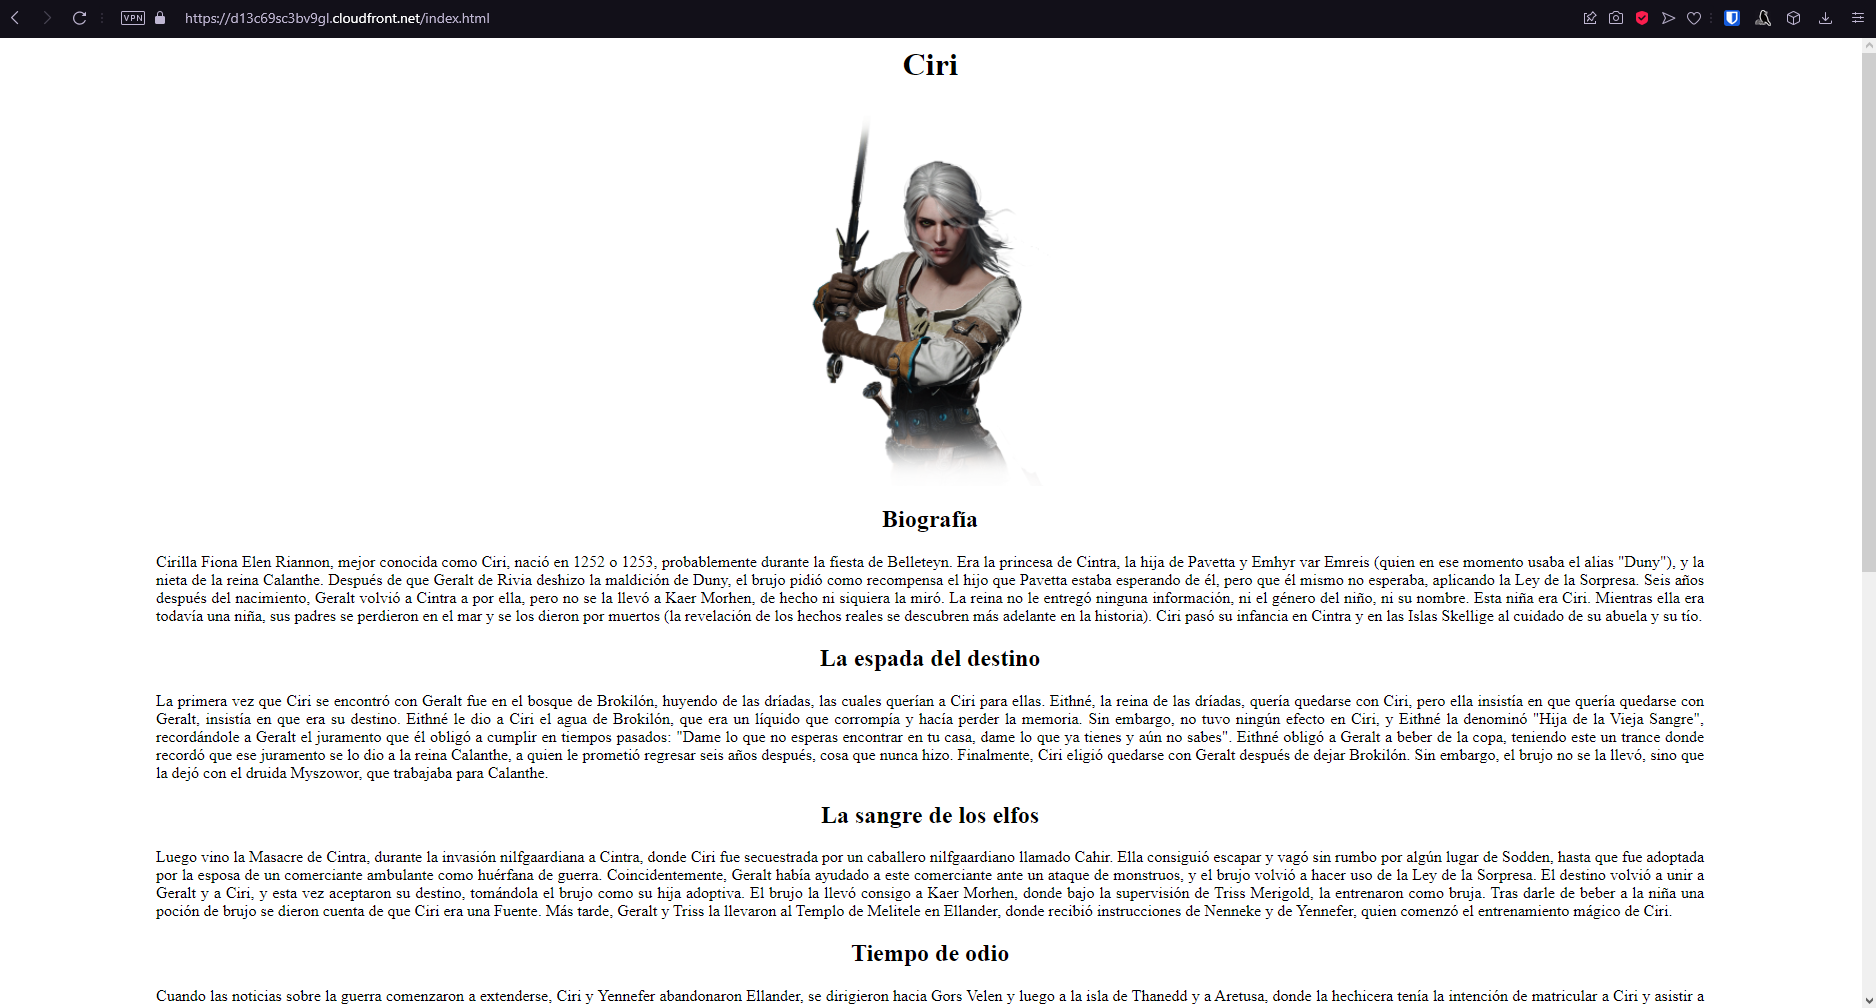 VPN
https://d13c69sc3bv9gl.cloudfront.net/index.html
Ciri
Biografía
Cirilla Fiona Elen Riannon, mejor conocida como Ciri, nació en 1252 o 1253, probablemente durante la fiesta de Belleteyn. Era la princesa de Cintra, la hija de Pavetta y Emhyr var Emreis (quien en ese momento usaba el alias "Duny"), y la
nieta de la reina Calanthe. Después de que Geralt de Rivia deshizo la maldición de Duny, el brujo pidió como recompensa el hijo que Pavetta estaba esperando de él, pero que él mismo no esperaba, aplicando la Ley de la Sorpresa. Seis años
después del nacimiento, Geralt volvió a Cintra a por ella, pero no se la llevó a Kaer Morhen, de hecho ni siquiera la miró. La reina no le entregó ninguna información, ni el género del niño, ni su nombre. Esta niña era Ciri. Mientras ella era
todavía una niña, sus padres se perdieron en el mar y se los dieron por muertos (la revelación de los hechos reales se descubren más adelante en la historia). Ciri pasó su infancia en Cintra y en las Islas Skellige al cuidado de su abuela y su tío.
La espada del destino
La primera vez que Ciri se encontró con Geralt fue en el bosque de Brokilón, huyendo de las dríadas, las cuales querían a Ciri para ellas. Eithné, la reina de las dríadas, quería quedarse con Ciri, pero ella insistía en que quería quedarse con
Geralt, insistía en que era su destino. Eithné le dio a Ciri el agua de Brokilón, que era un líquido que corrompía y hacía perder la memoria. Sin embargo, no tuvo ningún efecto en Ciri, y Eithné la denominó "Hija de la Vieja Sangre",
recordándole a Geralt el juramento que él obligó a cumplir en tiempos pasados: "Dame lo que no esperas encontrar en tu casa, dame lo que ya tienes y aún no sabes". Eithné obligó a Geralt a beber de la copa, teniendo este un trance donde
recordó que ese juramento se lo dio a la reina Calanthe, a quien le prometió regresar seis años después, cosa que nunca hizo. Finalmente, Ciri eligió quedarse con Geralt después de dejar Brokilón. Sin embargo, el brujo no se la llevó, sino que
la dejó con el druida Myszowor, que trabajaba para Calanthe.
La sangre de los elfos
Luego vino la Masacre de Cintra, durante la invasión nilfgaardiana a Cintra, donde Ciri fue secuestrada por un caballero nilfgaardiano llamado Cahir. Ella consiguió escapar y vagó sin rumbo por algún lugar de Sodden, hasta que fue adoptada
por la esposa de un comerciante ambulante como huérfana de guerra. Coincidentemente, Geralt había ayudado a este comerciante ante un ataque de monstruos, y el brujo volvió a hacer uso de la Ley de la Sorpresa. El destino volvió a unir a
Geralt y a Ciri, y esta vez aceptaron su destino, tomándola el brujo como su hija adoptiva. El brujo la llevó consigo a Kaer Morhen, donde bajo la supervisión de Triss Merigold, la entrenaron como bruja. Tras darle de beber a la niña una
poción de brujo se dieron cuenta de que Ciri era una Fuente. Más tarde, Geralt y Triss la llevaron al Templo de Melitele en Ellander, donde recibió instrucciones de Nenneke y de Yennefer, quien comenzó el entrenamiento mágico de Ciri.
Tiempo de odio
Cuando las noticias sobre la guerra comenzaron a extenderse, Ciri y Yennefer abandonaron Ellander, se dirigieron hacia Gors Velen y luego a la isla de Thanedd y a Aretusa, donde la hechicera tenía la intención de matricular a Ciri y asistir a